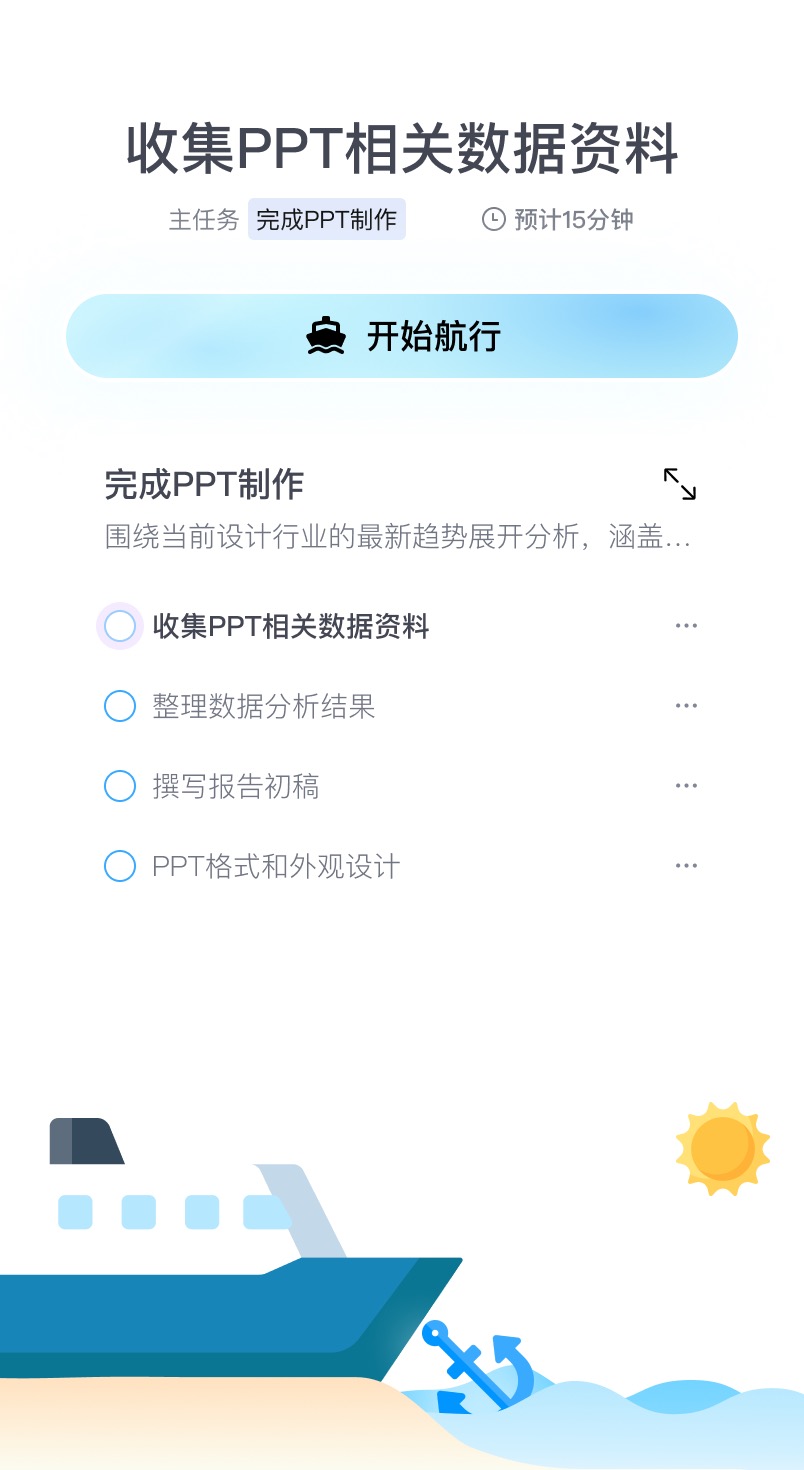 收集PPT相关数据资料
主任务 完成PPT制作 预计15分钟
开始航行
完成PPT制作
围绕当前设计行业的最新趋势展开分析，涵盖...
收集PPT相关数据资料
整理数据分析结果
撰写报告初稿
PPT格式和外观设计